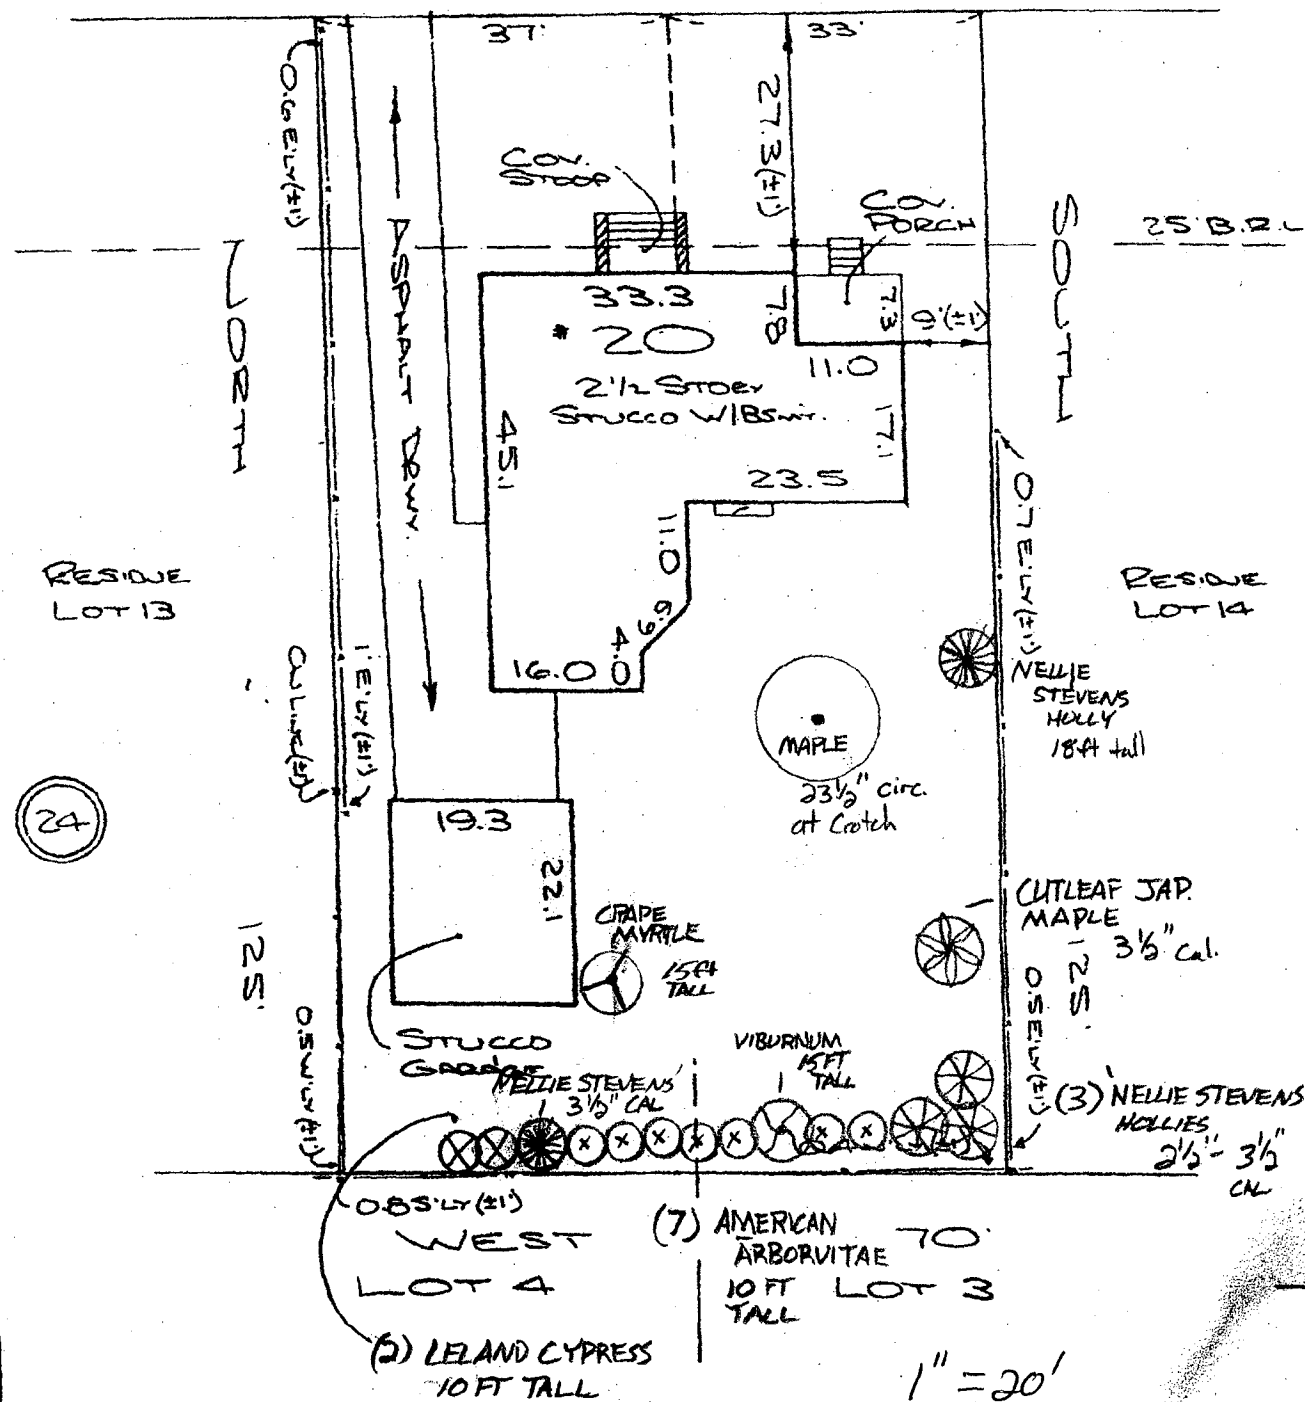 37'
33'
0.6 E'LY (±1')
27.3 (±1')
COV.
STOOP
COV.
PORCH
25' B.R.L
NORTH
ASPHALT DRWY.
SOUTH
33.3
7.8
7.3
9' (±1')
# 20
11.0
2 1/2 STORY
STUCCO W/BSMT.
45.1
17.1
23.5
11.0
0.7 E'LY (±1')
RESIDUE
LOT 13
RESIDUE
LOT 14
6.9
4.0
16.0
1' E'LY (±1')
ON LINE (±1')
MAPLE
23 1/2" circ.
at Crotch
NELLIE
STEVENS
HOLLY
18 ft tall
24
19.3
22.1
CRAPE
MYRTLE
15 ft
TALL
CUTLEAF JAP.
MAPLE
3 1/2" Cal.
125'
125'
0.5 W'LY (±1')
0.5 E'LY (±1')
STUCCO
GARAGE
NELLIE STEVENS
3 1/2" CAL
VIBURNUM
15 FT
TALL
(3) NELLIE STEVENS
HOLLIES
2 1/2" - 3 1/2
CAL
0.8 S'LY (±1')
WEST
(7) AMERICAN
ARBORVITAE
10 FT
TALL
70'
LOT 4
LOT 3
(2) LELAND CYPRESS
10 FT TALL
1" = 20'